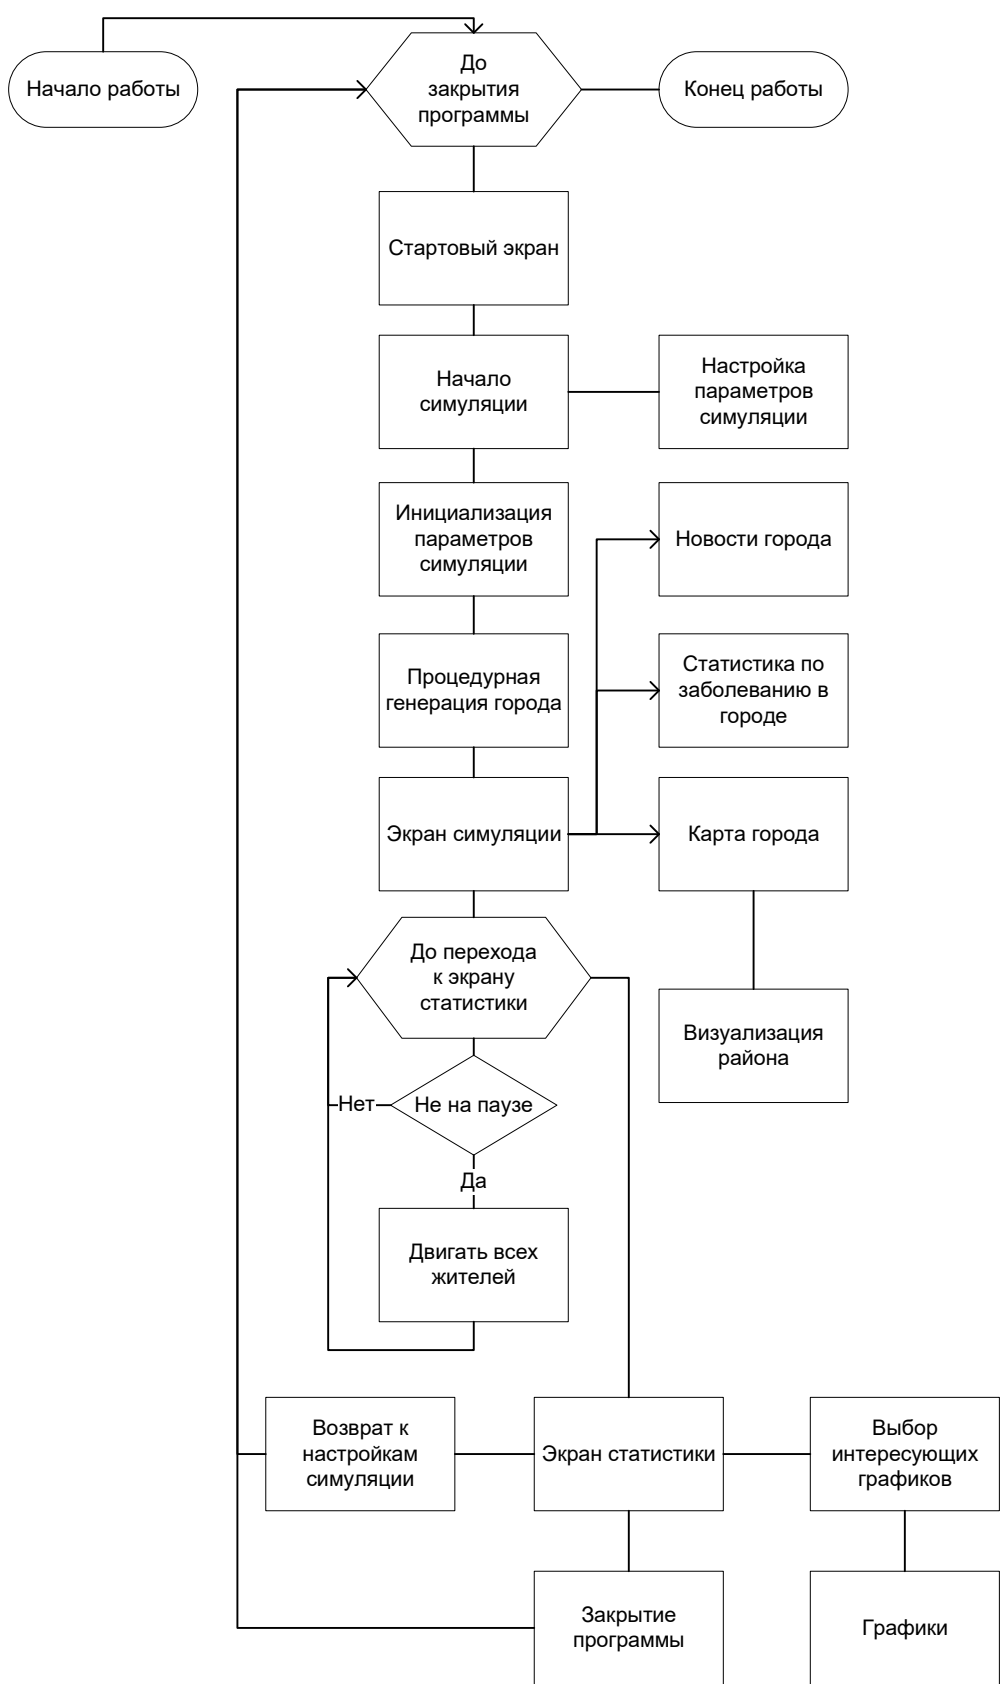 Начало работы
До
закрытия
программы
Конец работы
Стартовый экран
Начало
симуляции
Настройка
параметров
симуляции
Инициализация
параметров
симуляции
Новости города
Процедурная
генерация города
Статистика по
заболеванию в
городе
Экран симуляции
Карта города
До перехода
к экрану
статистики
Визуализация
района
Нет
Не на паузе
Да
Двигать всех
жителей
Возврат к
настройкам
симуляции
Экран статистики
Выбор
интересующих
графиков
Закрытие
программы
Графики